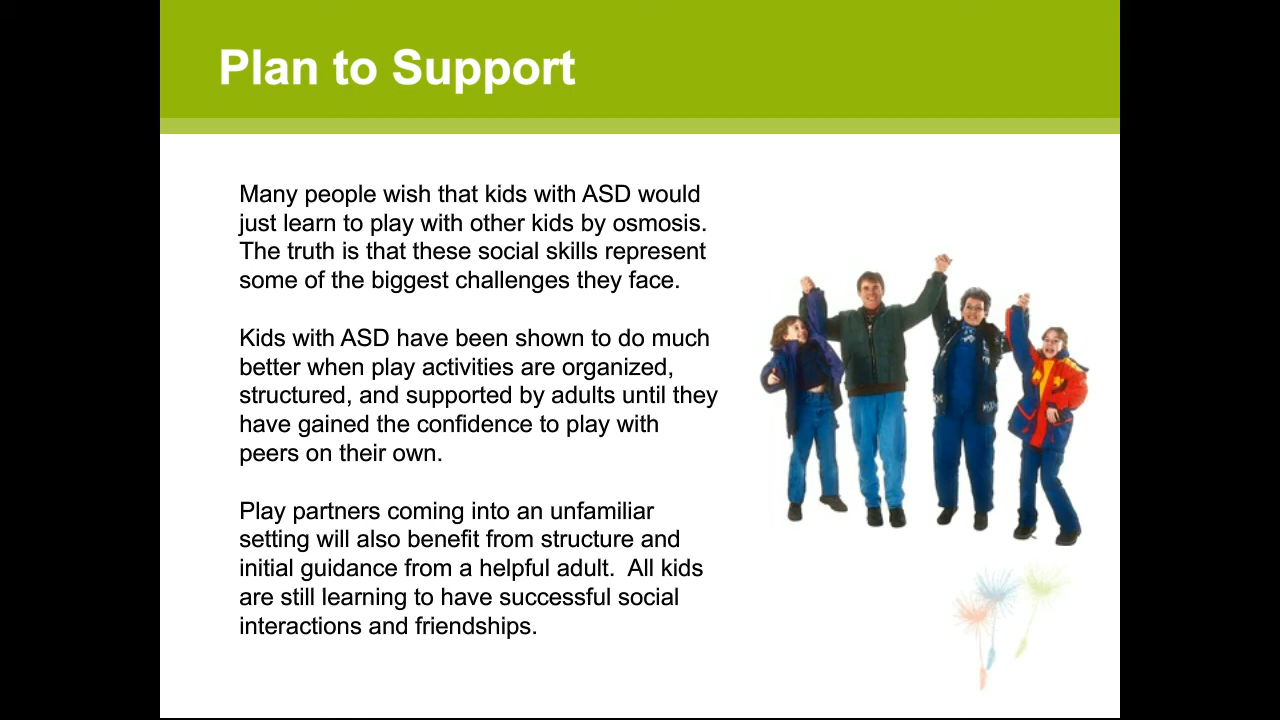 Plan to Support
Many people wish that kids with ASD would
just learn to play with other kids by osmosis.
The truth is that these social skills represent
some of the biggest challenges they face.
Kids with ASD have been shown to do much
better when play activities are organized,
structured, and supported by adults until they
have gained the confidence to play with
peers on their own.
Play partners coming into an unfamiliar
setting will also benefit from structure and
initial guidance from a helpful adult.  All kids
are still learning to have successful social
interactions and friendships.